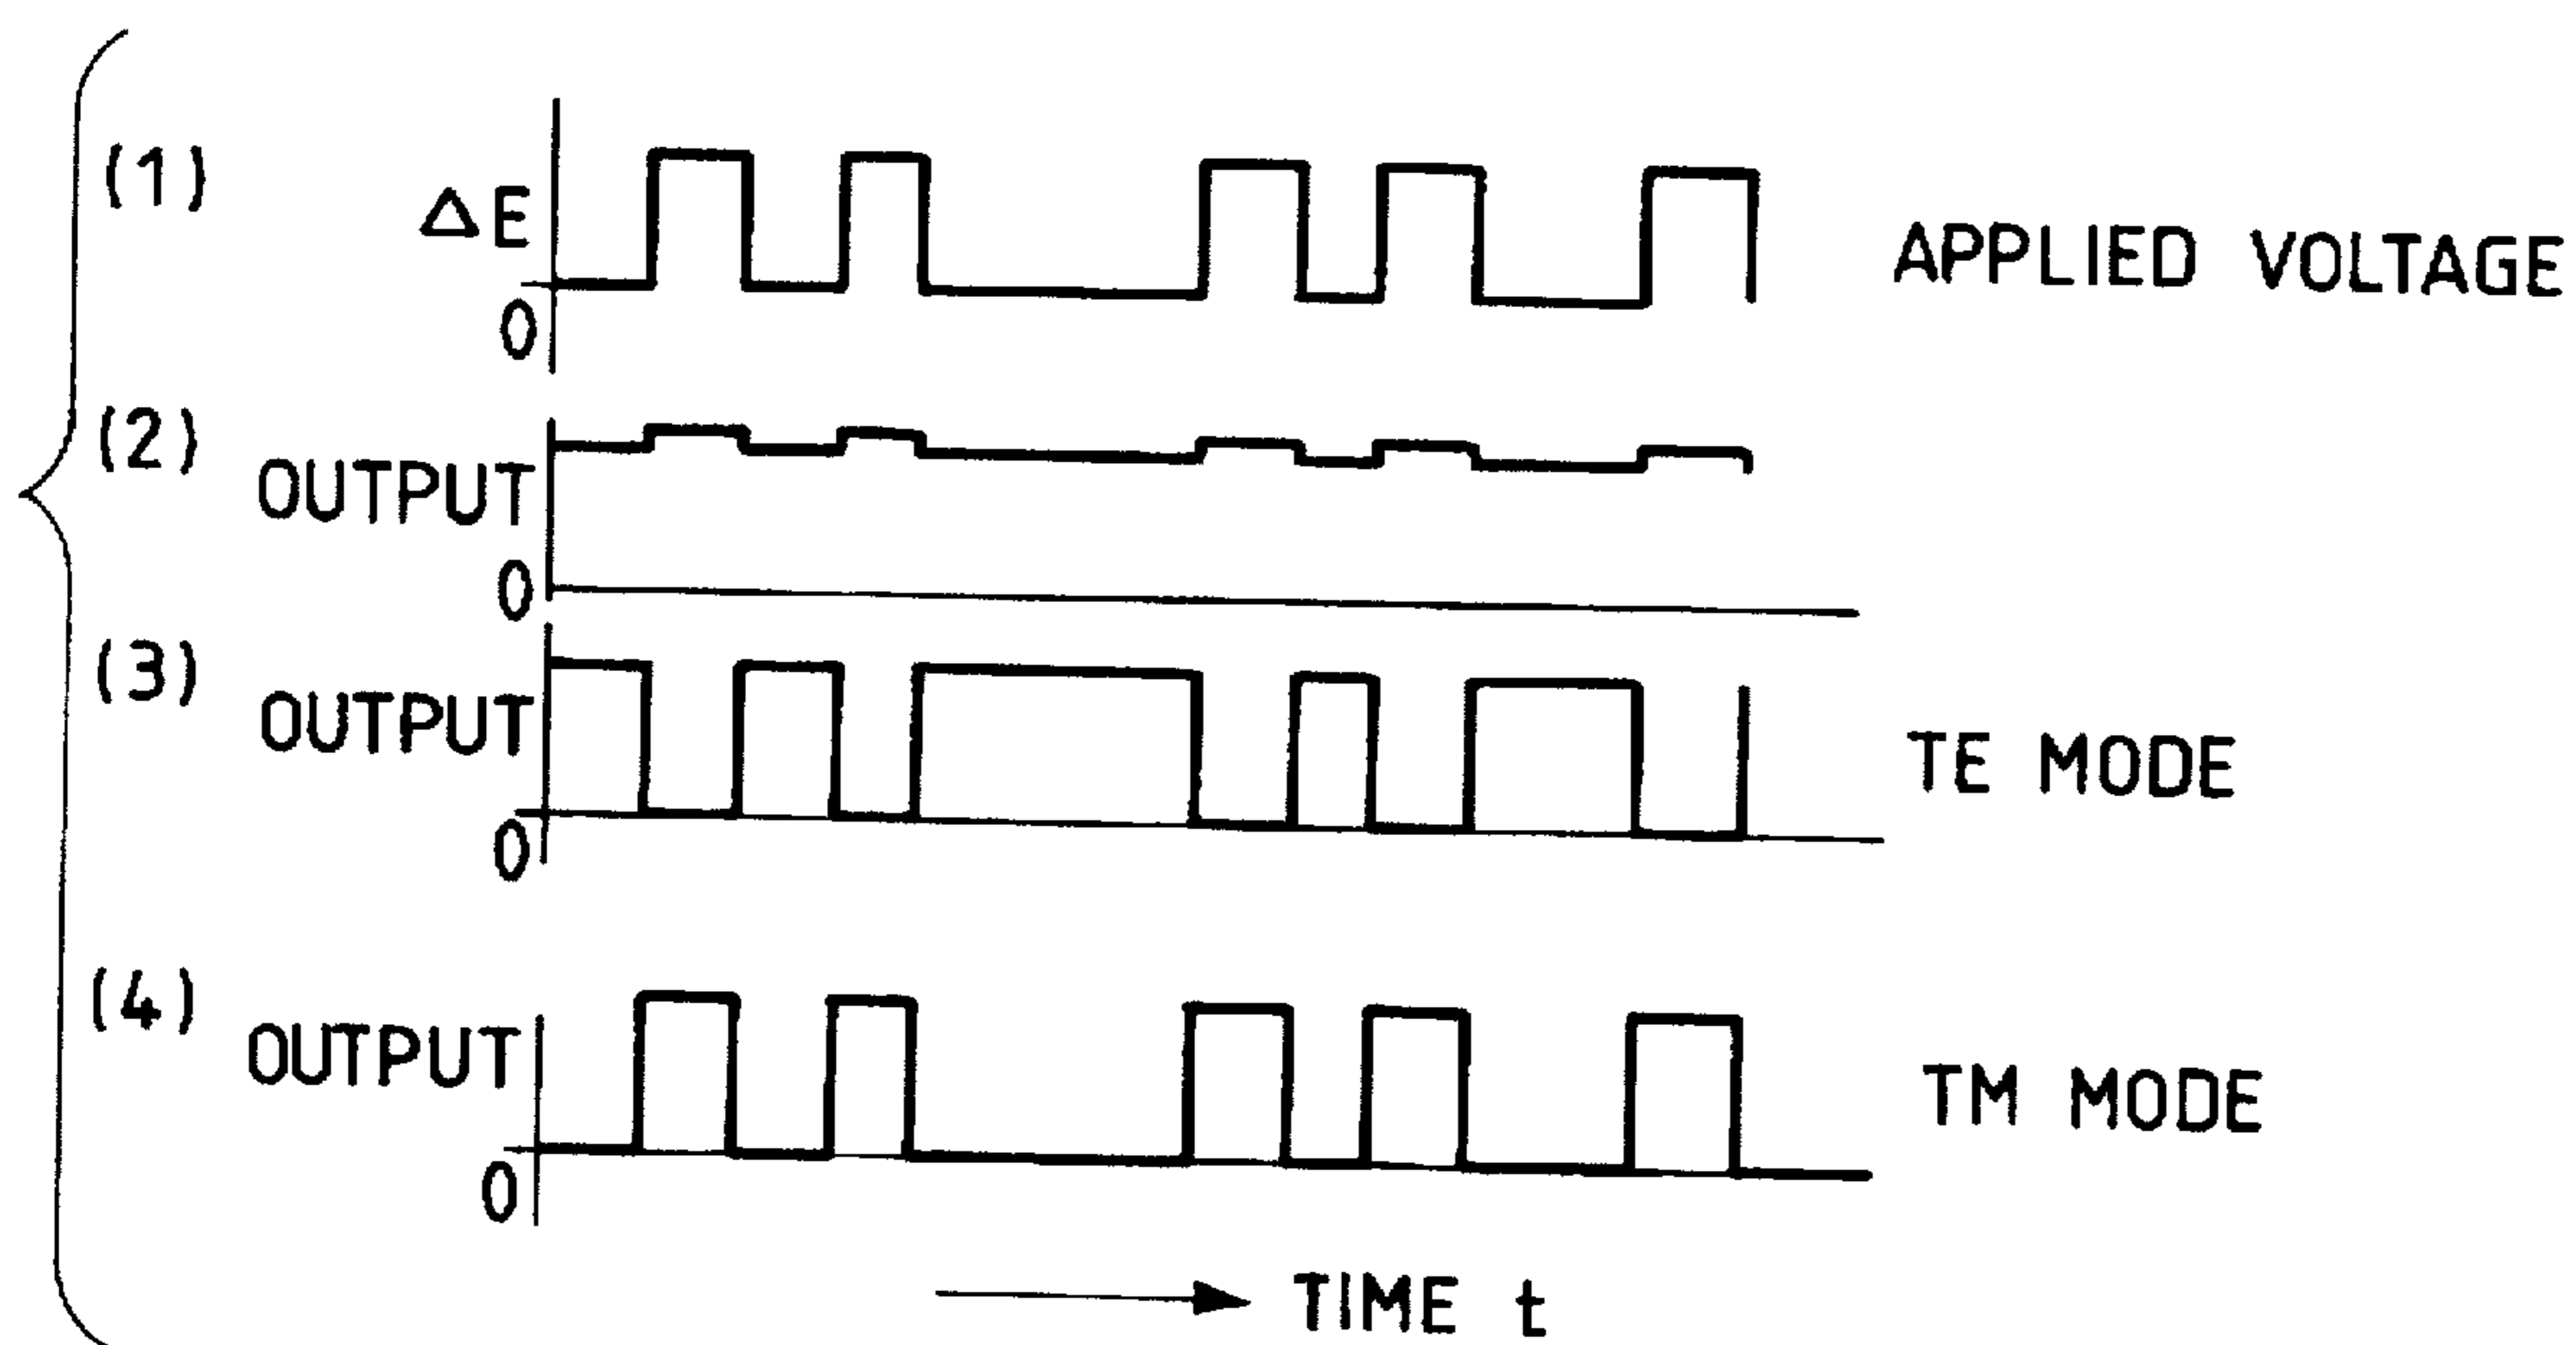 (1)
ΔE
0
APPLIED VOLTAGE
(2)
OUTPUT
0
(3)
OUTPUT
0
TE MODE
(4)
OUTPUT
0
TM MODE
TIME t